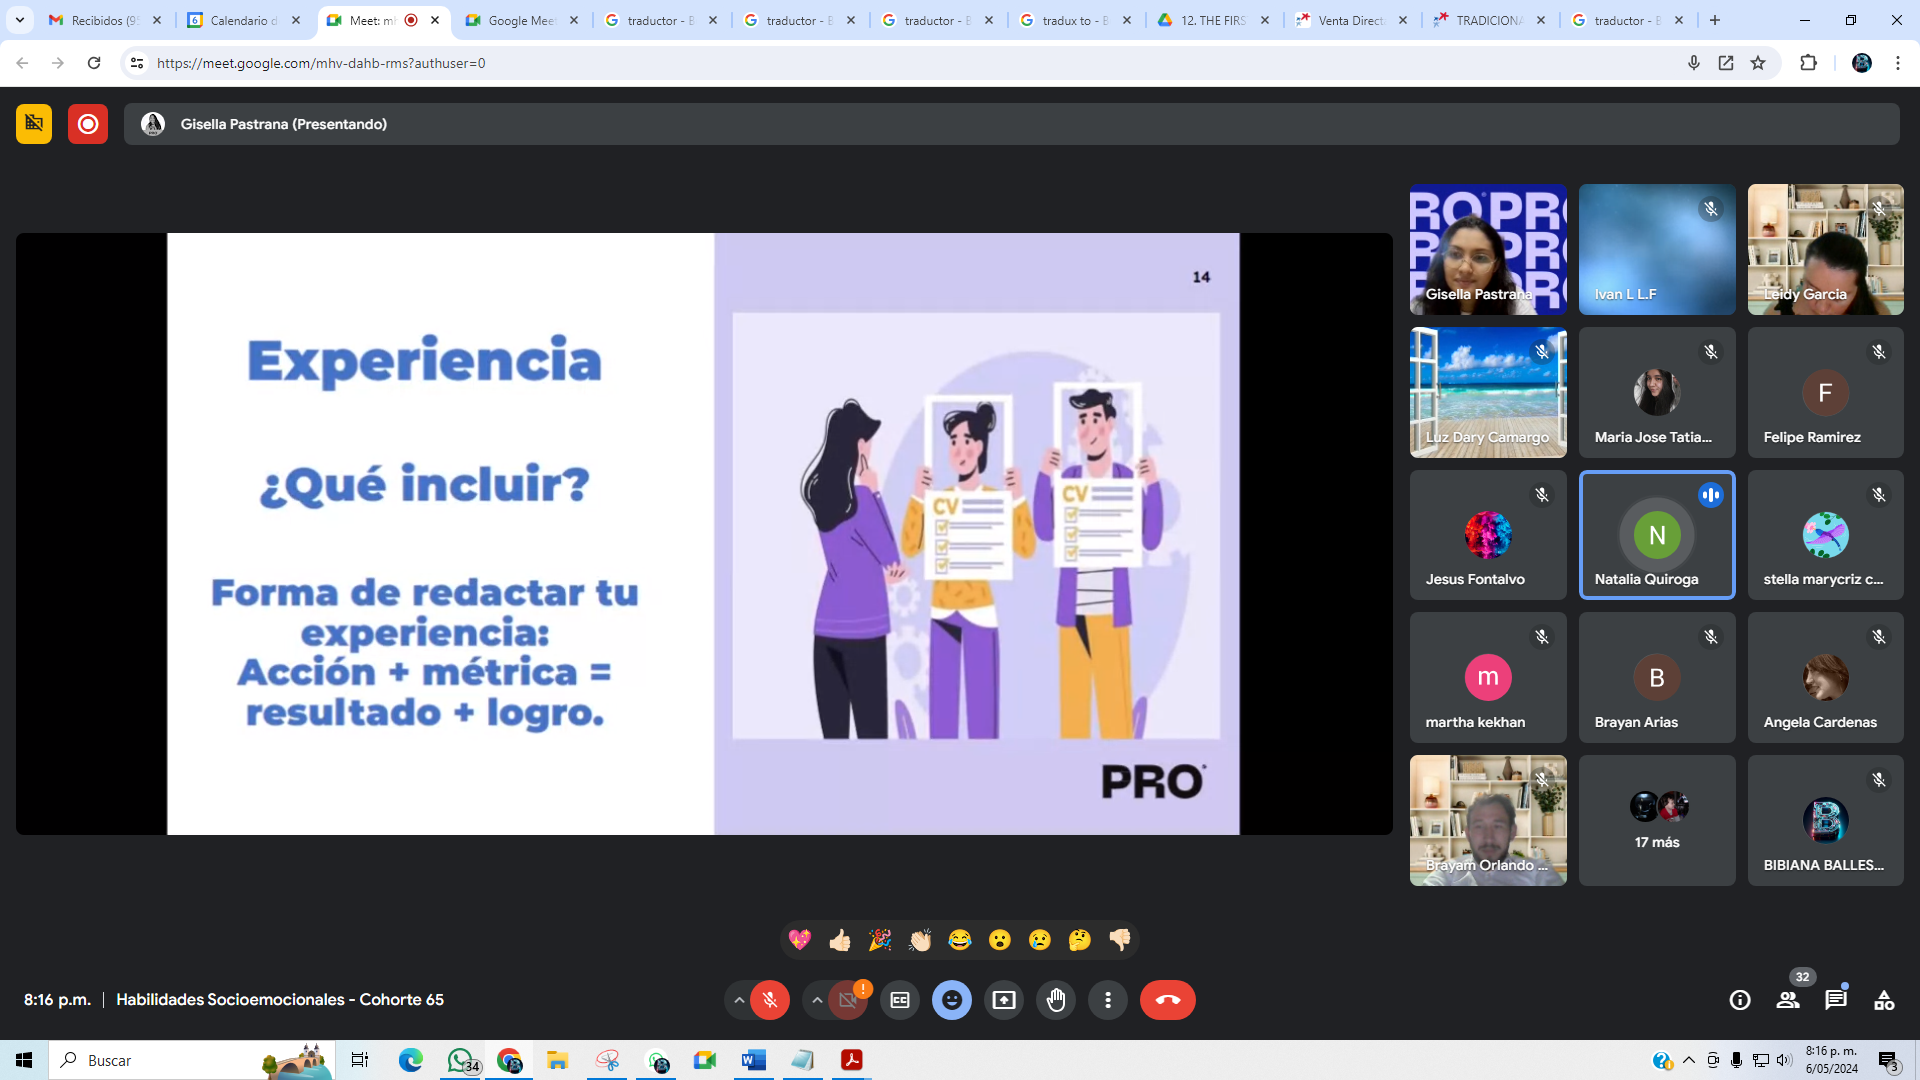 Recibidos (95
Calendario d
Meet: mh
Google Meet
traductor - B
traductor - B
traductor - B
tradux to - B
12. THE FIRS
Venta Direct
TRADICIONA
traductor - B
https://meet.google.com/mhv-dahb-rms?authuser=0
Gisella Pastrana (Presentando)
14
Experiencia
¿Qué incluir?
Forma de redactar tu
experiencia:
Acción + métrica =
resultado + logro.
CV
CV
PRO
Gisella Pastrana
Ivan L L.F
Leidy Garcia
Luz Dary Camargo
Maria Jose Tatia...
F
Felipe Ramirez
Jesus Fontalvo
N
Natalia Quiroga
stella marycriz c...
m
martha kekhan
B
Brayan Arias
Angela Cardenas
Brayam Orlando ...
17 más
BIBIANA BALLES...
8:16 p.m. | Habilidades Socioemocionales - Cohorte 65
32
Buscar
34
8:16 p. m.
6/05/2024
3